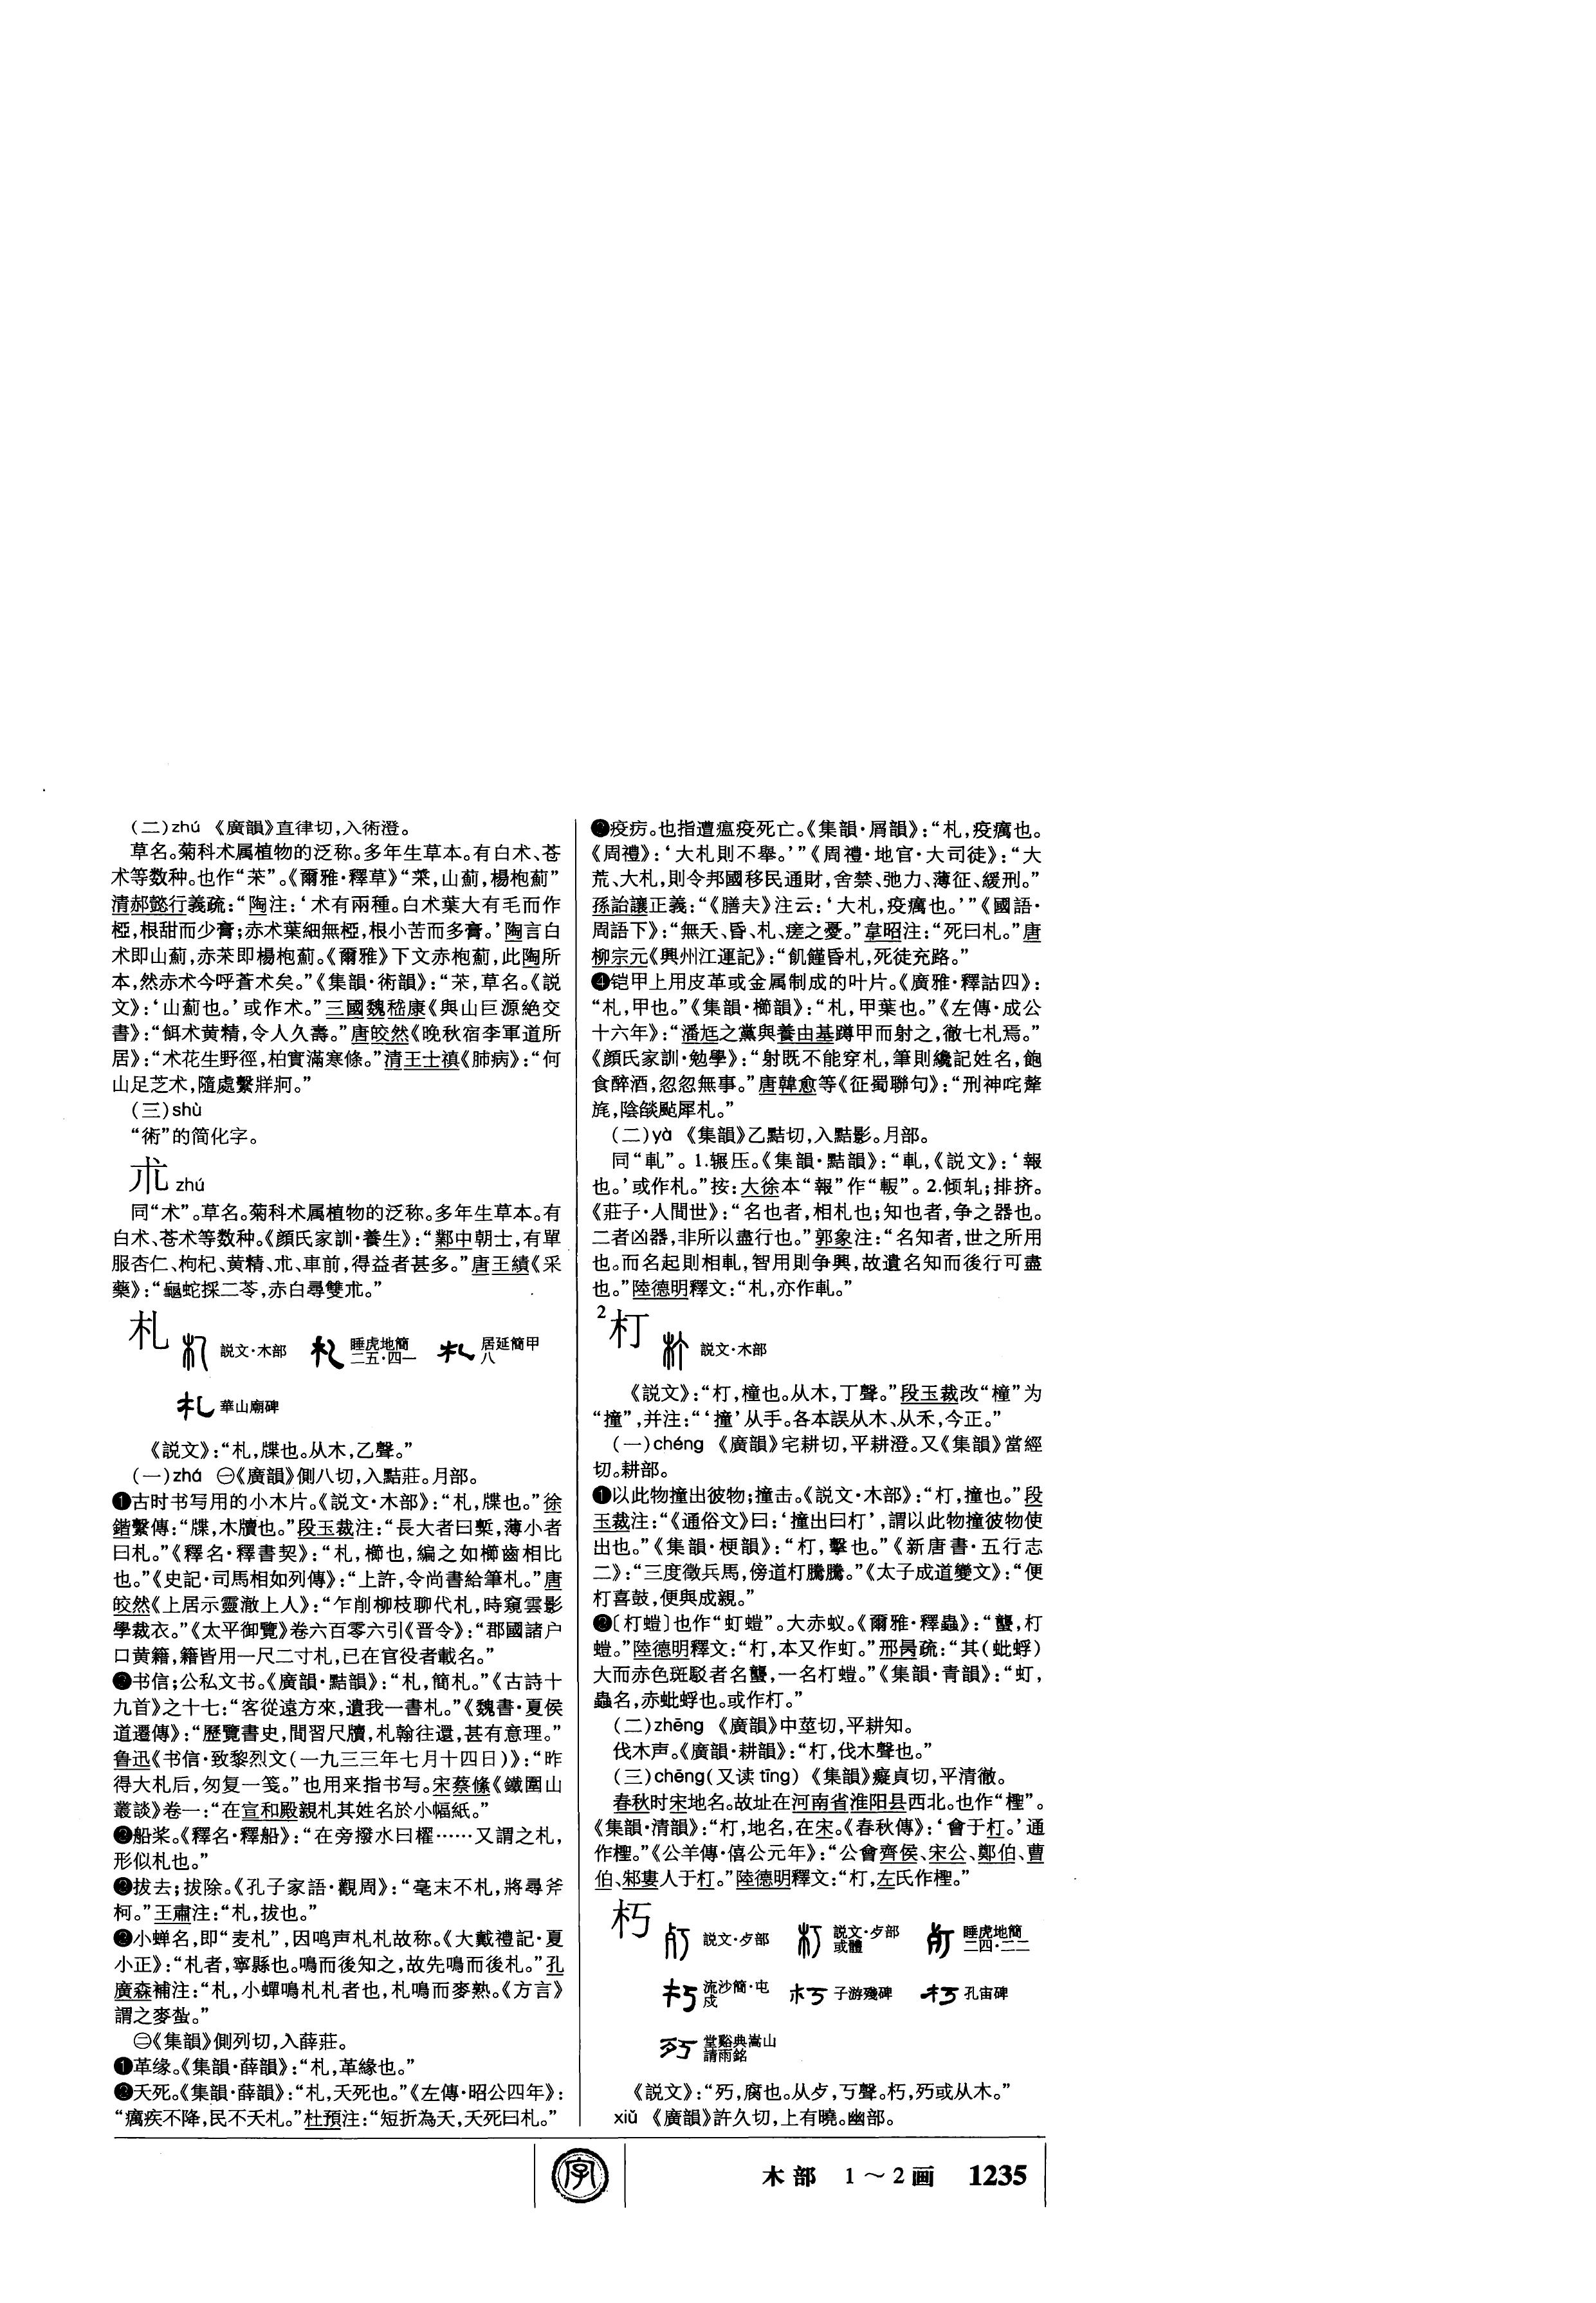 (二)zhú 《廣韻》直律切,入術澄。
草名。菊科术属植物的泛称。多年生草本。有白术、苍
术等数种。也作“荗”。《爾雅·釋草》“朮,山薊,楊枹薊”
清郝懿行義疏:“陶注:‘术有兩種。白术葉大有毛而作
椏,根甜而少膏;赤术葉細無椏,根小苦而多膏。’陶言白
术即山薊,赤术即楊枹薊。《爾雅》下文赤枹薊,此陶所
本,然赤术今呼蒼术矣。”《集韻·術韻》:“荗,草名。《説
文》:‘山薊也。’或作术。”三國魏嵇康《與山巨源絶交
書》:“餌术黄精,令人久壽。”唐皎然《晚秋宿李軍道所
居》:“术花生野徑,柏實滿寒條。”清王士禛《肺病》:“何
山足芝术,隨處繫牂牁。”
(三)shù
“術”的简化字。
朮 zhú
同“术”。草名。菊科术属植物的泛称。多年生草本。有
白术、苍术等数种。《顔氏家訓·養生》:“鄴中朝士,有單
服杏仁、枸杞、黄精、朮、車前,得益者甚多。”唐王績《采
藥》:“龜蛇採二苓,赤白尋雙朮。”
札 説文·木部 睡虎地簡二五·四一 居延簡甲八
華山廟碑
《説文》:“札,牒也。从木,乙聲。”
(一)zhá ㊀《廣韻》側八切,入黠莊。月部。
❶古时书写用的小木片。《説文·木部》:“札,牒也。”徐
鍇繫傳:“牒,木牘也。”段玉裁注:“長大者曰槧,薄小者
曰札。”《釋名·釋書契》:“札,櫛也,編之如櫛齒相比
也。”《史記·司馬相如列傳》:“上許,令尚書給筆札。”唐
皎然《上居示靈澈上人》:“乍削柳枝聊代札,時窺雲影
學裁衣。”《太平御覽》卷六百零六引《晋令》:“郡國諸户
口黄籍,籍皆用一尺二寸札,已在官役者載名。”
❷书信;公私文书。《廣韻·黠韻》:“札,簡札。”《古詩十
九首》之十七:“客從遠方來,遺我一書札。”《魏書·夏侯
道遷傳》:“歷覽書史,閒習尺牘,札翰往還,甚有意理。”
鲁迅《书信·致黎烈文(一九三三年七月十四日)》:“昨
得大札后,匆复一笺。”也用来指书写。宋蔡絛《鐵圍山
叢談》卷一:“在宣和殿親札其姓名於小幅紙。”
❸船桨。《釋名·釋船》:“在旁撥水曰櫂……又謂之札,
形似札也。”
❹拔去;拔除。《孔子家語·觀周》:“毫末不札,將尋斧
柯。”王肅注:“札,拔也。”
❺小蝉名,即“麦札”,因鸣声札札故称。《大戴禮記·夏
小正》:“札者,寧縣也。鳴而後知之,故先鳴而後札。”孔
廣森補注:“札,小蟬鳴札札者也,札鳴而麥熟。《方言》
謂之麥蚻。”
㊁《集韻》側列切,入薛莊。
❶革缘。《集韻·薛韻》:“札,革緣也。”
❷夭死。《集韻·薛韻》:“札,夭死也。”《左傳·昭公四年》:
“癘疾不降,民不夭札。”杜預注:“短折為夭,夭死曰札。”
❸疫疠。也指遭瘟疫死亡。《集韻·屑韻》:“札,疫癘也。
《周禮》:‘大札則不舉。’”《周禮·地官·大司徒》:“大
荒、大札,則令邦國移民通財,舍禁、弛力、薄征、緩刑。”
孫詒讓正義:“《膳夫》注云:‘大札,疫癘也。’”《國語·
周語下》:“無夭、昏、札、瘥之憂。”韋昭注:“死曰札。”唐
柳宗元《興州江運記》:“飢饉昏札,死徒充路。”
❹铠甲上用皮革或金属制成的叶片。《廣雅·釋詁四》:
“札,甲也。”《集韻·櫛韻》:“札,甲葉也。”《左傳·成公
十六年》:“潘尪之黨與養由基蹲甲而射之,徹七札焉。”
《顔氏家訓·勉學》:“射既不能穿札,筆則纔記姓名,飽
食醉酒,忽忽無事。”唐韓愈等《征蜀聯句》:“刑神咤犛
旄,陰燄颭犀札。”
(二)yà 《集韻》乙黠切,入黠影。月部。
同“軋”。1.辗压。《集韻·黠韻》:“軋,《説文》:‘報
也。’或作札。”按:大徐本“報”作“輾”。2.倾轧;排挤。
《莊子·人間世》:“名也者,相札也;知也者,争之器也。
二者凶器,非所以盡行也。”郭象注:“名知者,世之所用
也。而名起則相軋,智用則争興,故遺名知而後行可盡
也。”陸德明釋文:“札,亦作軋。”
2 朾 説文·木部
《説文》:“朾,橦也。从木,丁聲。”段玉裁改“橦”为
“撞”,并注:“‘撞’从手。各本誤从木、从禾,今正。”
(一)chéng 《廣韻》宅耕切,平耕澄。又《集韻》當經
切。耕部。
❶以此物撞出彼物;撞击。《説文·木部》:“朾,撞也。”段
玉裁注:“《通俗文》曰:‘撞出曰朾’,謂以此物撞彼物使
出也。”《集韻·梗韻》:“朾,擊也。”《新唐書·五行志
二》:“三度徵兵馬,傍道朾騰騰。”《太子成道變文》:“便
朾喜鼓,便與成親。”
❷〔朾螘〕也作“虰螘”。大赤蚁。《爾雅·釋蟲》:“蠪,朾
螘。”陸德明釋文:“朾,本又作虰。”邢昺疏:“其(蚍蜉)
大而赤色斑駁者名蠪,一名朾螘。”《集韻·青韻》:“虰,
蟲名,赤蚍蜉也。或作朾。”
(二)zhēng 《廣韻》中莖切,平耕知。
伐木声。《廣韻·耕韻》:“朾,伐木聲也。”
(三)chēng(又读 tīng) 《集韻》癡貞切,平清徹。
春秋时宋地名。故址在河南省淮阳县西北。也作“檉”。
《集韻·清韻》:“朾,地名,在宋。《春秋傳》:‘會于朾。’通
作檉。”《公羊傳·僖公元年》:“公會齊侯、宋公、鄭伯、曹
伯、邾婁人于朾。”陸德明釋文:“朾,左氏作檉。”
朽 説文·歺部 説文·歺部或體 睡虎地簡二四·二二
流沙簡·屯戍 子游殘碑 孔宙碑
堂谿典嵩山請雨銘
《説文》:“㱙,腐也。从歺,丂聲。朽,㱙或从木。”
xiǔ 《廣韻》許久切,上有曉。幽部。
字
木部 1～2画 1235